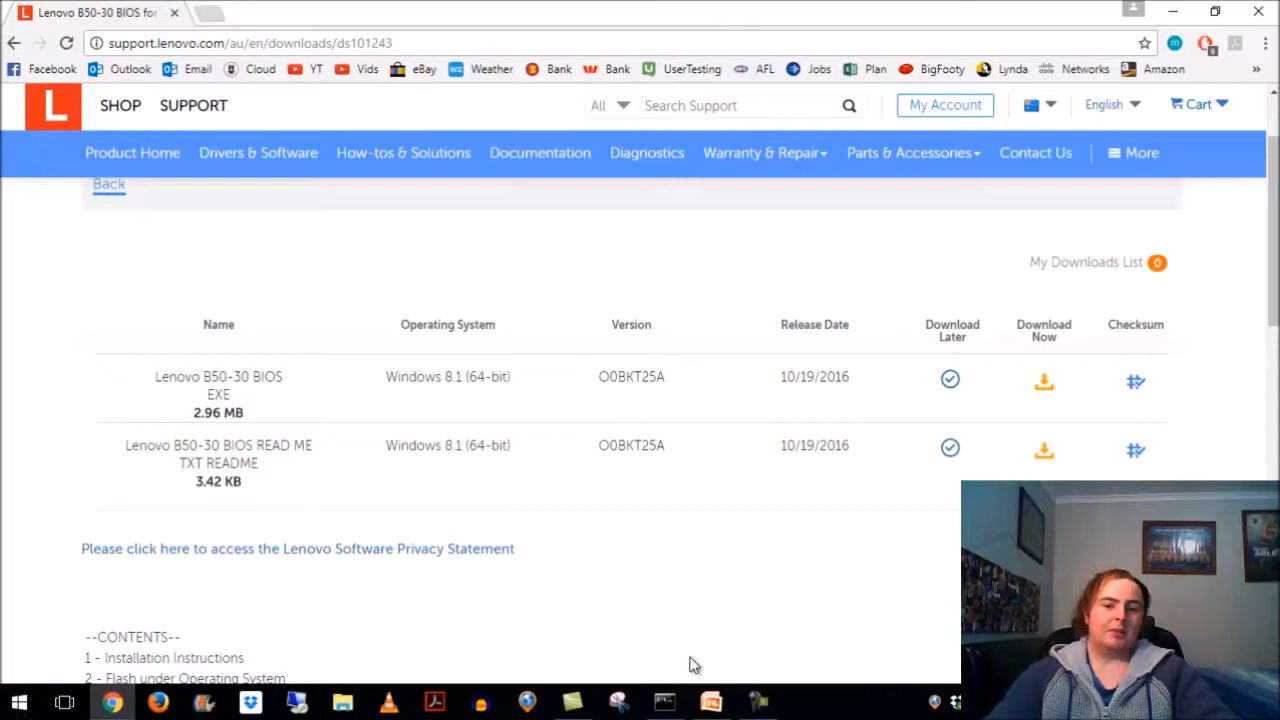 Lenovo B50-30 BIOS for
support.lenovo.com/au/en/downloads/ds101243
Facebook Outlook Email Cloud YT Vids eBay Weather Bank Bank UserTesting AFL Jobs Plan BigFooty Lynda Networks Amazon
L SHOP SUPPORT All Search Support My Account English Cart
Product Home Drivers & Software How-tos & Solutions Documentation Diagnostics Warranty & Repair Parts & Accessories Contact Us More
Back
My Downloads List 0
Name Operating System Version Release Date Download Later Download Now Checksum
Lenovo B50-30 BIOS Windows 8.1 (64-bit) O0BKT25A 10/19/2016
EXE
2.96 MB
Lenovo B50-30 BIOS READ ME Windows 8.1 (64-bit) O0BKT25A 10/19/2016
TXT README
3.42 KB
Please click here to access the Lenovo Software Privacy Statement
--CONTENTS--
1 - Installation Instructions
2 - Flash under Operating System